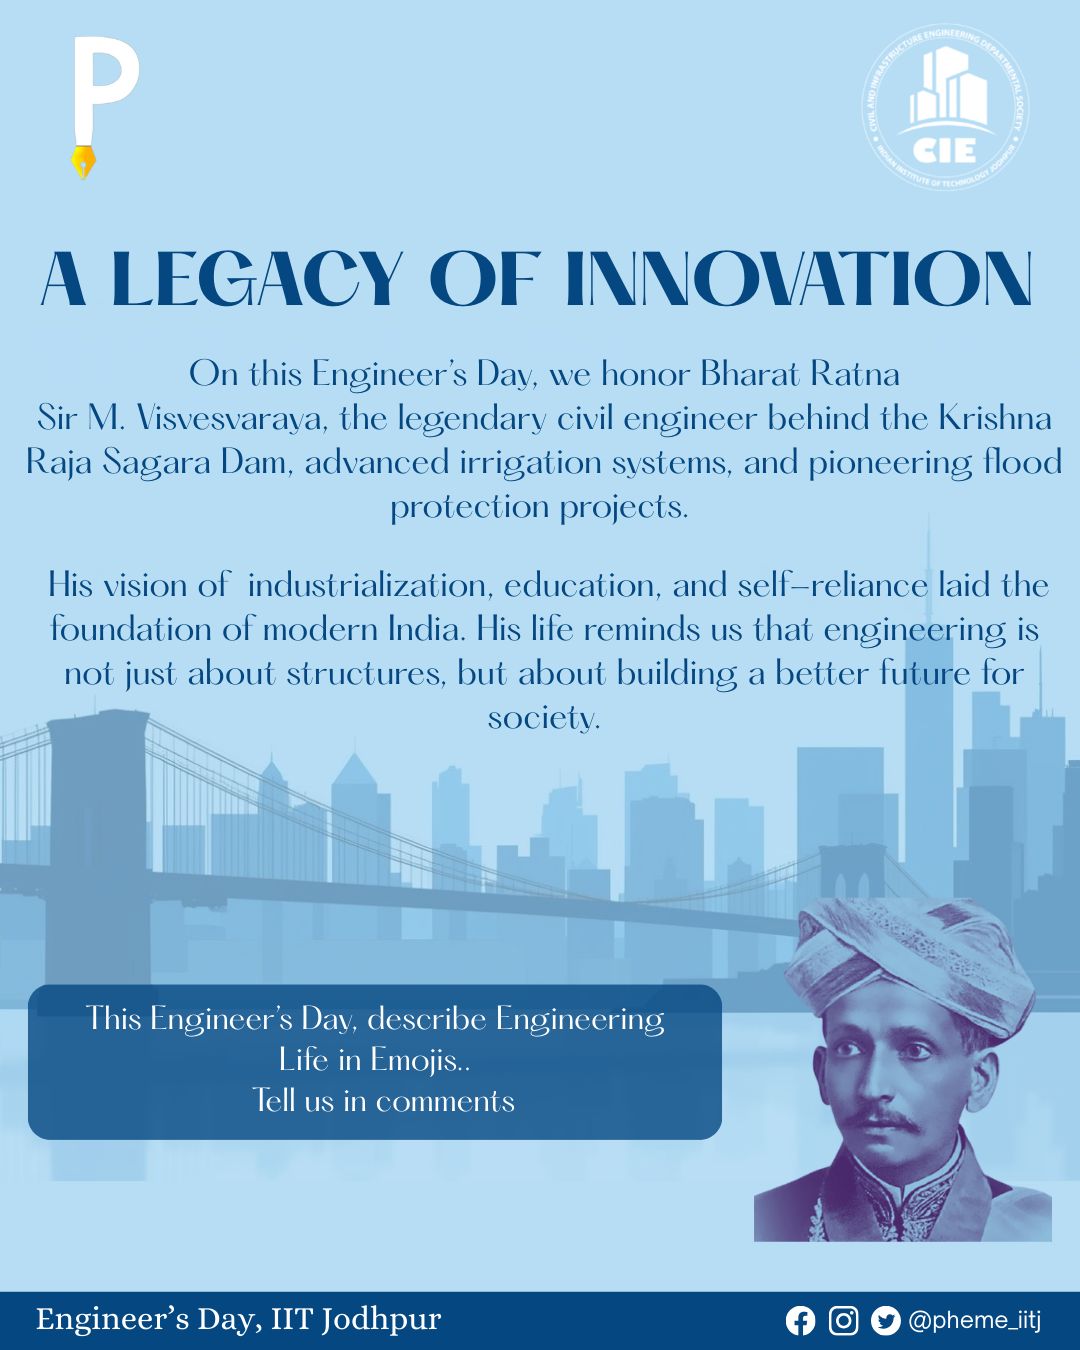 P
CIVIL AND INFRASTRUCTURE ENGINEERING DEPARTMENTAL SOCIETY
CIE
INDIAN INSTITUTE OF TECHNOLOGY JODHPUR
A LEGACY OF INNOVATION
On this Engineer's Day, we honor Bharat Ratna
Sir M. Visvesvaraya, the legendary civil engineer behind the Krishna
Raja Sagara Dam, advanced irrigation systems, and pioneering flood
protection projects.
His vision of industrialization, education, and self-reliance laid the
foundation of modern India. His life reminds us that engineering is
not just about structures, but about building a better future for
society.
This Engineer's Day, describe Engineering
Life in Emojis..
Tell us in comments
Engineer's Day, IIT Jodhpur
@pheme_iitj